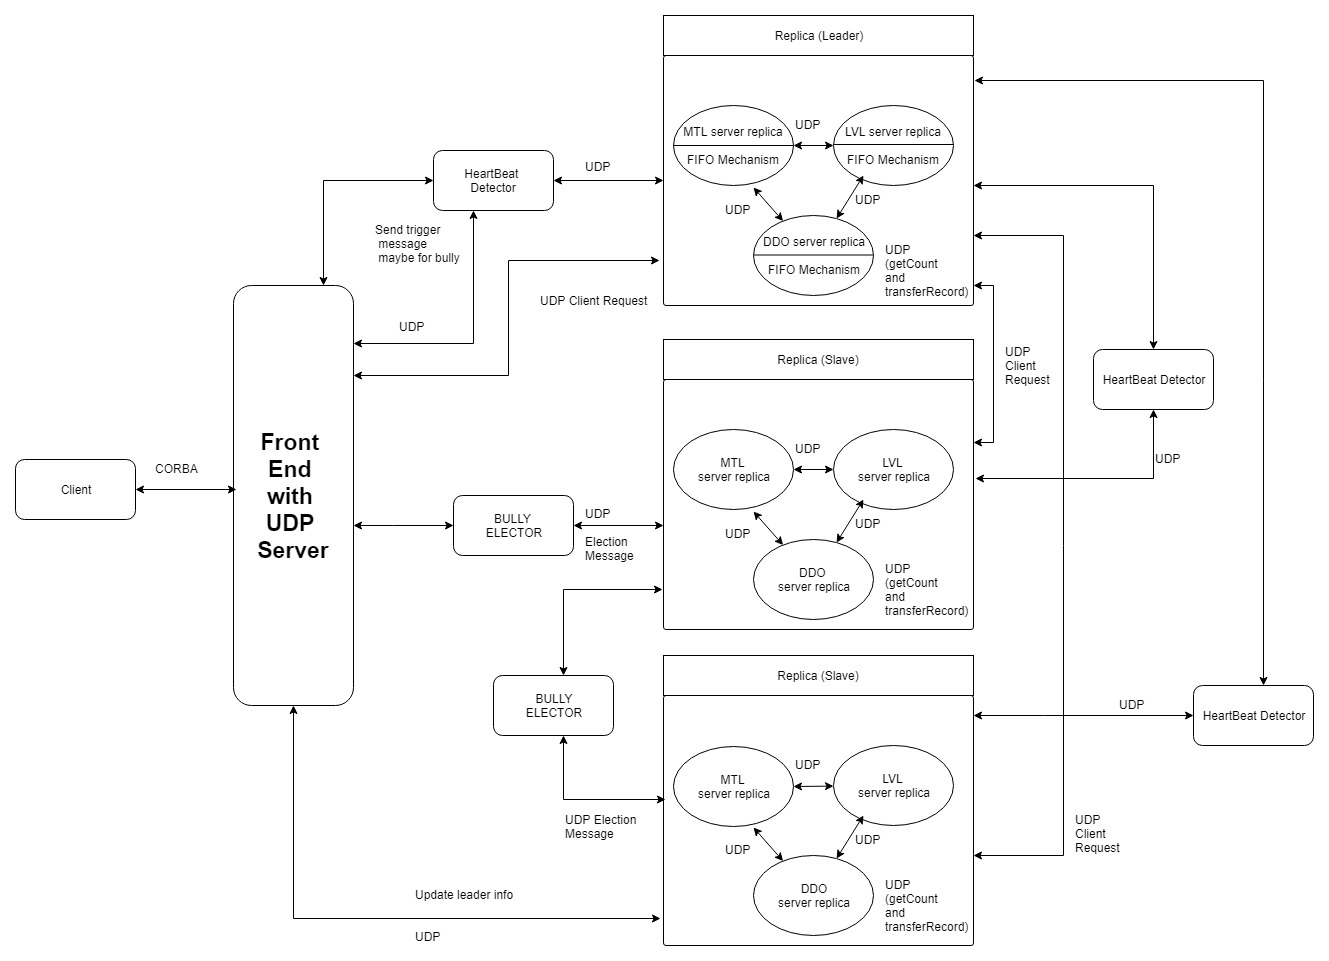 Replica (Leader)
MTL server replica
FIFO Mechanism
UDP
LVL server replica
FIFO Mechanism
UDP
UDP
DDO server replica
FIFO Mechanism
UDP
(getCount
and
transferRecord)
HeartBeat
Detector
UDP
Send trigger
message
maybe for bully
UDP
UDP Client Request
UDP
Client
Request
Replica (Slave)
MTL
server replica
UDP
LVL
server replica
UDP
UDP
DDO
server replica
UDP
(getCount
and
transferRecord)
HeartBeat Detector
UDP
Client
CORBA
Front
End
with
UDP
Server
BULLY
ELECTOR
UDP
Election
Message
BULLY
ELECTOR
UDP Election
Message
Replica (Slave)
MTL
server replica
UDP
LVL
server replica
UDP
UDP
DDO
server replica
UDP
(getCount
and
transferRecord)
UDP
HeartBeat Detector
UDP
Client
Request
Update leader info
UDP